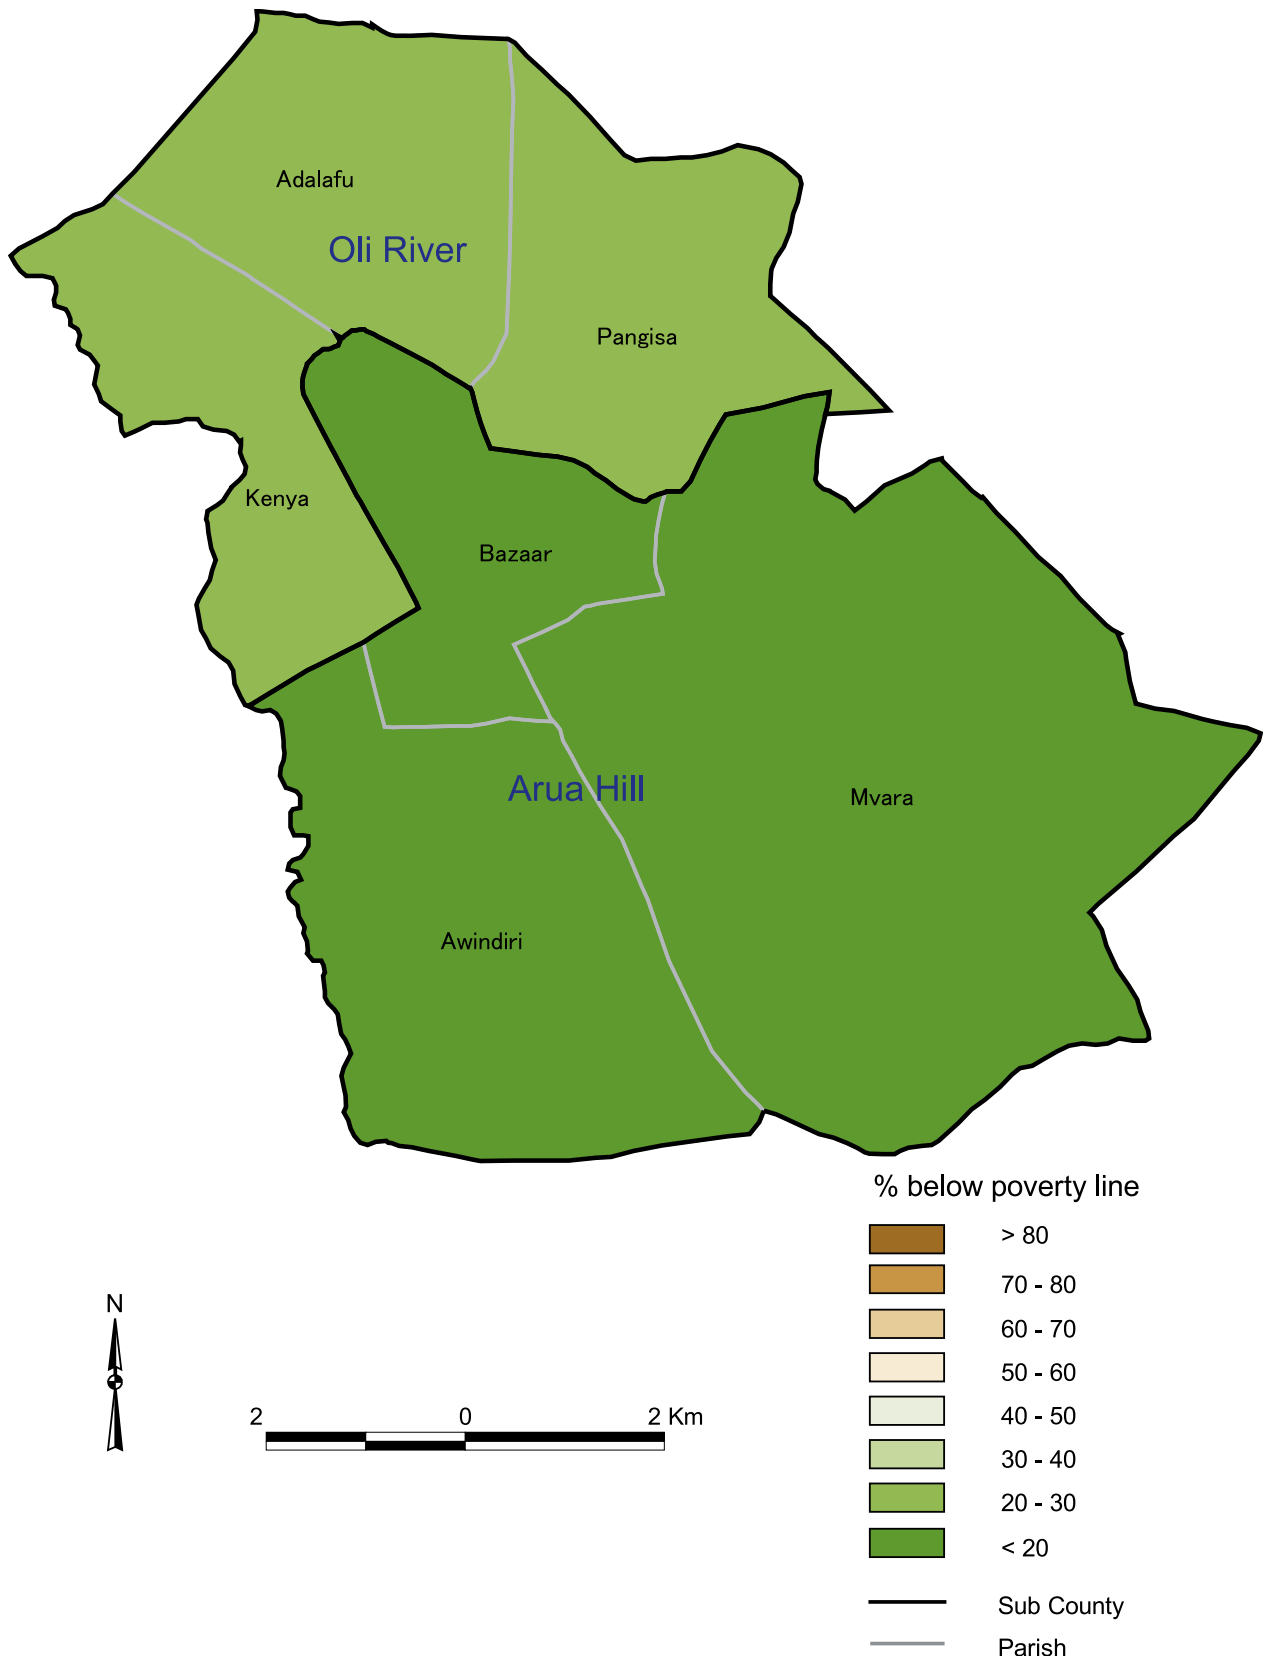 Adalafu
Oli River
Pangisa
Kenya
Bazaar
Arua Hill
Mvara
Awindiri
% below poverty line
> 80
70 - 80
60 - 70
50 - 60
40 - 50
30 - 40
20 - 30
< 20
Sub County
Parish
N
2 0 2 Km